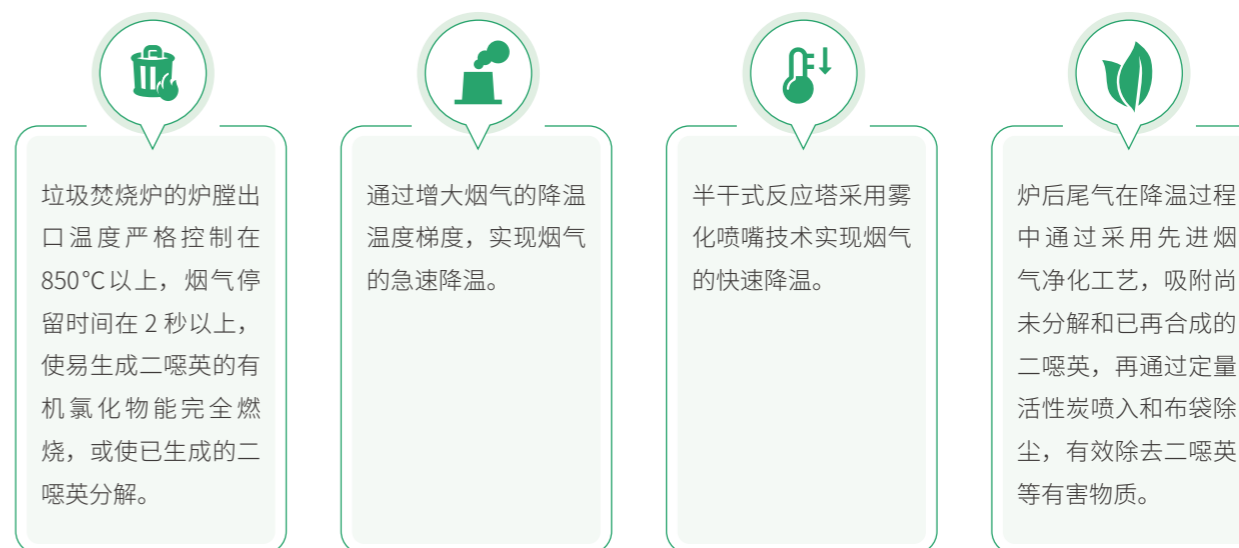 垃圾焚烧炉的炉膛出
口温度严格控制在
850℃以上，烟气停
留时间在 2 秒以上，
使易生成二噁英的有
机氯化物能完全燃
烧，或使已生成的二
噁英分解。
通过增大烟气的降温
温度梯度，实现烟气
的急速降温。
半干式反应塔采用雾
化喷嘴技术实现烟气
的快速降温。
炉后尾气在降温过程
中通过采用先进烟
气净化工艺，吸附尚
未分解和已再合成的
二噁英，再通过定量
活性炭喷入和布袋除
尘，有效除去二噁英
等有害物质。